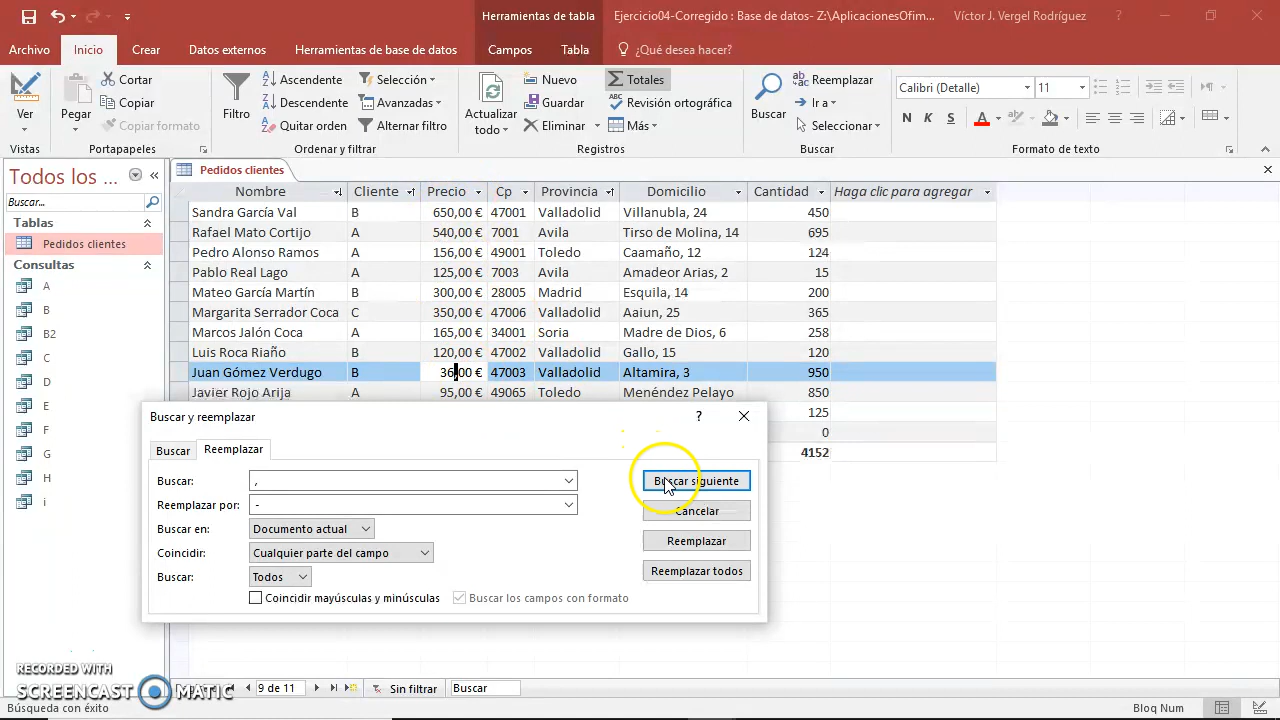 Herramientas de tabla
Ejercicio04-Corregido : Base de datos- Z:\AplicacionesOfim...
Víctor J. Vergel Rodríguez
Archivo Inicio Crear Datos externos Herramientas de base de datos Campos Tabla ¿Qué desea hacer?
Ver
Vistas
Pegar
Cortar
Copiar
Copiar formato
Portapapeles
Filtro
Ascendente
Descendente
Quitar orden
Selección
Avanzadas
Alternar filtro
Ordenar y filtrar
Actualizar
todo
Nuevo
Guardar
Eliminar
Totales
Revisión ortográfica
Más
Registros
Buscar
Reemplazar
Ir a
Seleccionar
Buscar
Calibri (Detalle) 11
N K S A
Formato de texto
Todos los ...
Buscar...
Tablas
Pedidos clientes
Consultas
A
B
B2
C
D
E
F
G
H
i
Pedidos clientes
Nombre Cliente Precio Cp Provincia Domicilio Cantidad Haga clic para agregar
Sandra García Val B 650,00 € 47001 Valladolid Villanubla, 24 450
Rafael Mato Cortijo A 540,00 € 7001 Avila Tirso de Molina, 14 695
Pedro Alonso Ramos A 156,00 € 49001 Toledo Caamaño, 12 124
Pablo Real Lago A 125,00 € 7003 Avila Amadeor Arias, 2 15
Mateo García Martín B 300,00 € 28005 Madrid Esquila, 14 200
Margarita Serrador Coca C 350,00 € 47006 Valladolid Aaiun, 25 365
Marcos Jalón Coca A 165,00 € 34001 Soria Madre de Dios, 6 258
Luis Roca Riaño B 120,00 € 47002 Valladolid Gallo, 15 120
Juan Gómez Verdugo B 36,00 € 47003 Valladolid Altamira, 3 950
Javier Rojo Arija A 95,00 € 49065 Toledo Menéndez Pelayo 850
125
0
4152
Buscar y reemplazar ?
Buscar Reemplazar
Buscar: ,
Reemplazar por: -
Buscar en: Documento actual
Coincidir: Cualquier parte del campo
Buscar: Todos
Coincidir mayúsculas y minúsculas Buscar los campos con formato
Buscar siguiente
Cancelar
Reemplazar
Reemplazar todos
RECORDED WITH
SCREENCAST MATIC
9 de 11 Sin filtrar Buscar
Búsqueda con éxito
Bloq Num